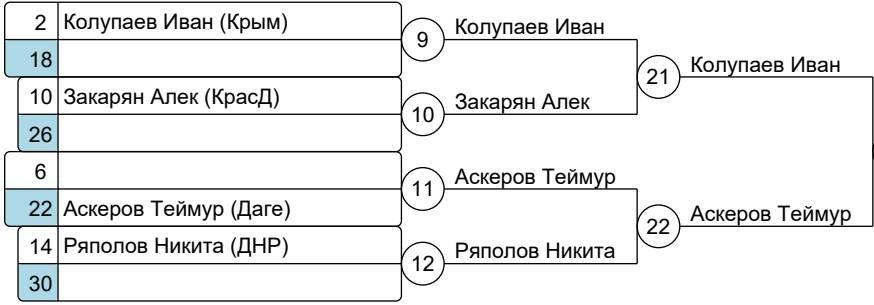 2 Колупаев Иван (Крым)
18
9 Колупаев Иван
10 Закарян Алек (КрасД)
26
10 Закарян Алек
21 Колупаев Иван
6
22 Аскеров Теймур (Даге)
11 Аскеров Теймур
14 Ряполов Никита (ДНР)
30
12 Ряполов Никита
22 Аскеров Теймур